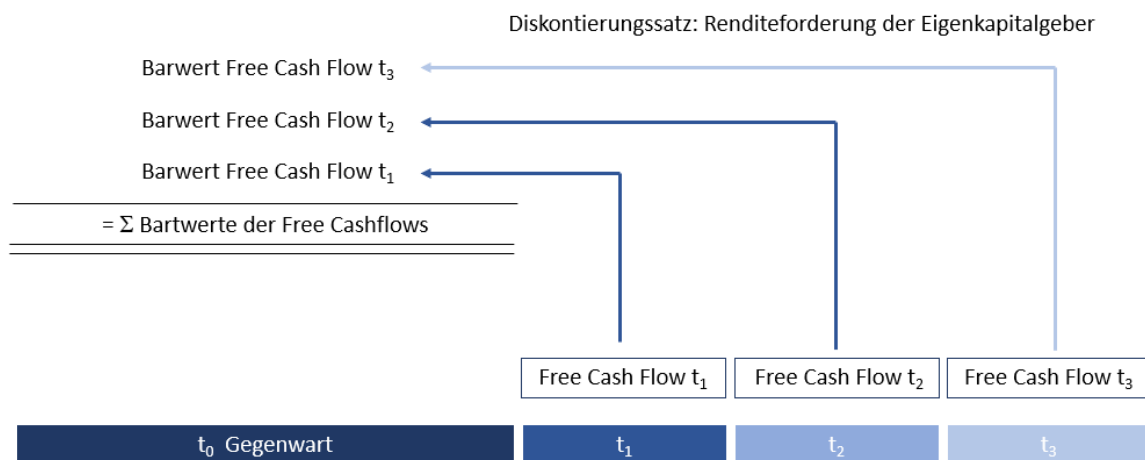 Diskontierungssatz: Renditeforderung der Eigenkapitalgeber
Barwert Free Cash Flow t₃
Barwert Free Cash Flow t₂
Barwert Free Cash Flow t₁
= Σ Bartwerte der Free Cashflows
Free Cash Flow t₁
Free Cash Flow t₂
Free Cash Flow t₃
t₀ Gegenwart
t₁
t₂
t₃